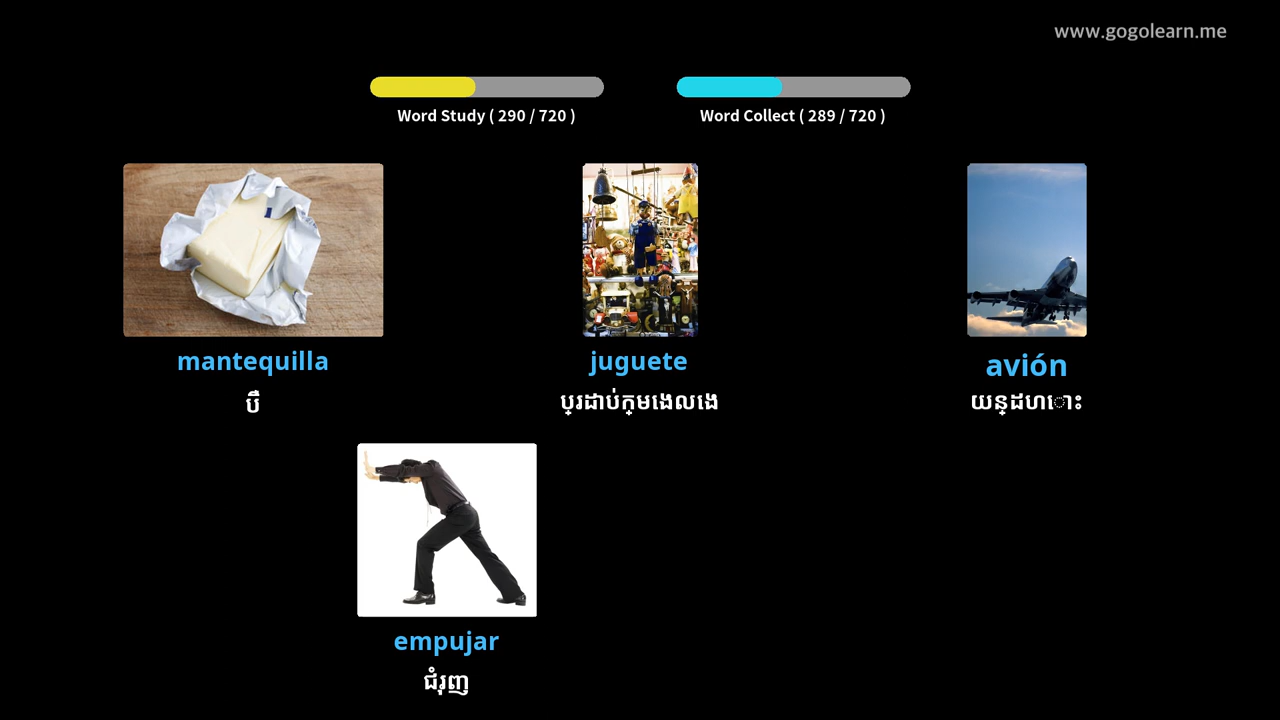 www.gogolearn.me
Word Study ( 290 / 720 )
Word Collect ( 289 / 720 )
mantequilla
ប៊ឺ
juguete
ប្រដាប់ក្មេងលេង
avión
យន្ដហោះ
empujar
ជំរុញ